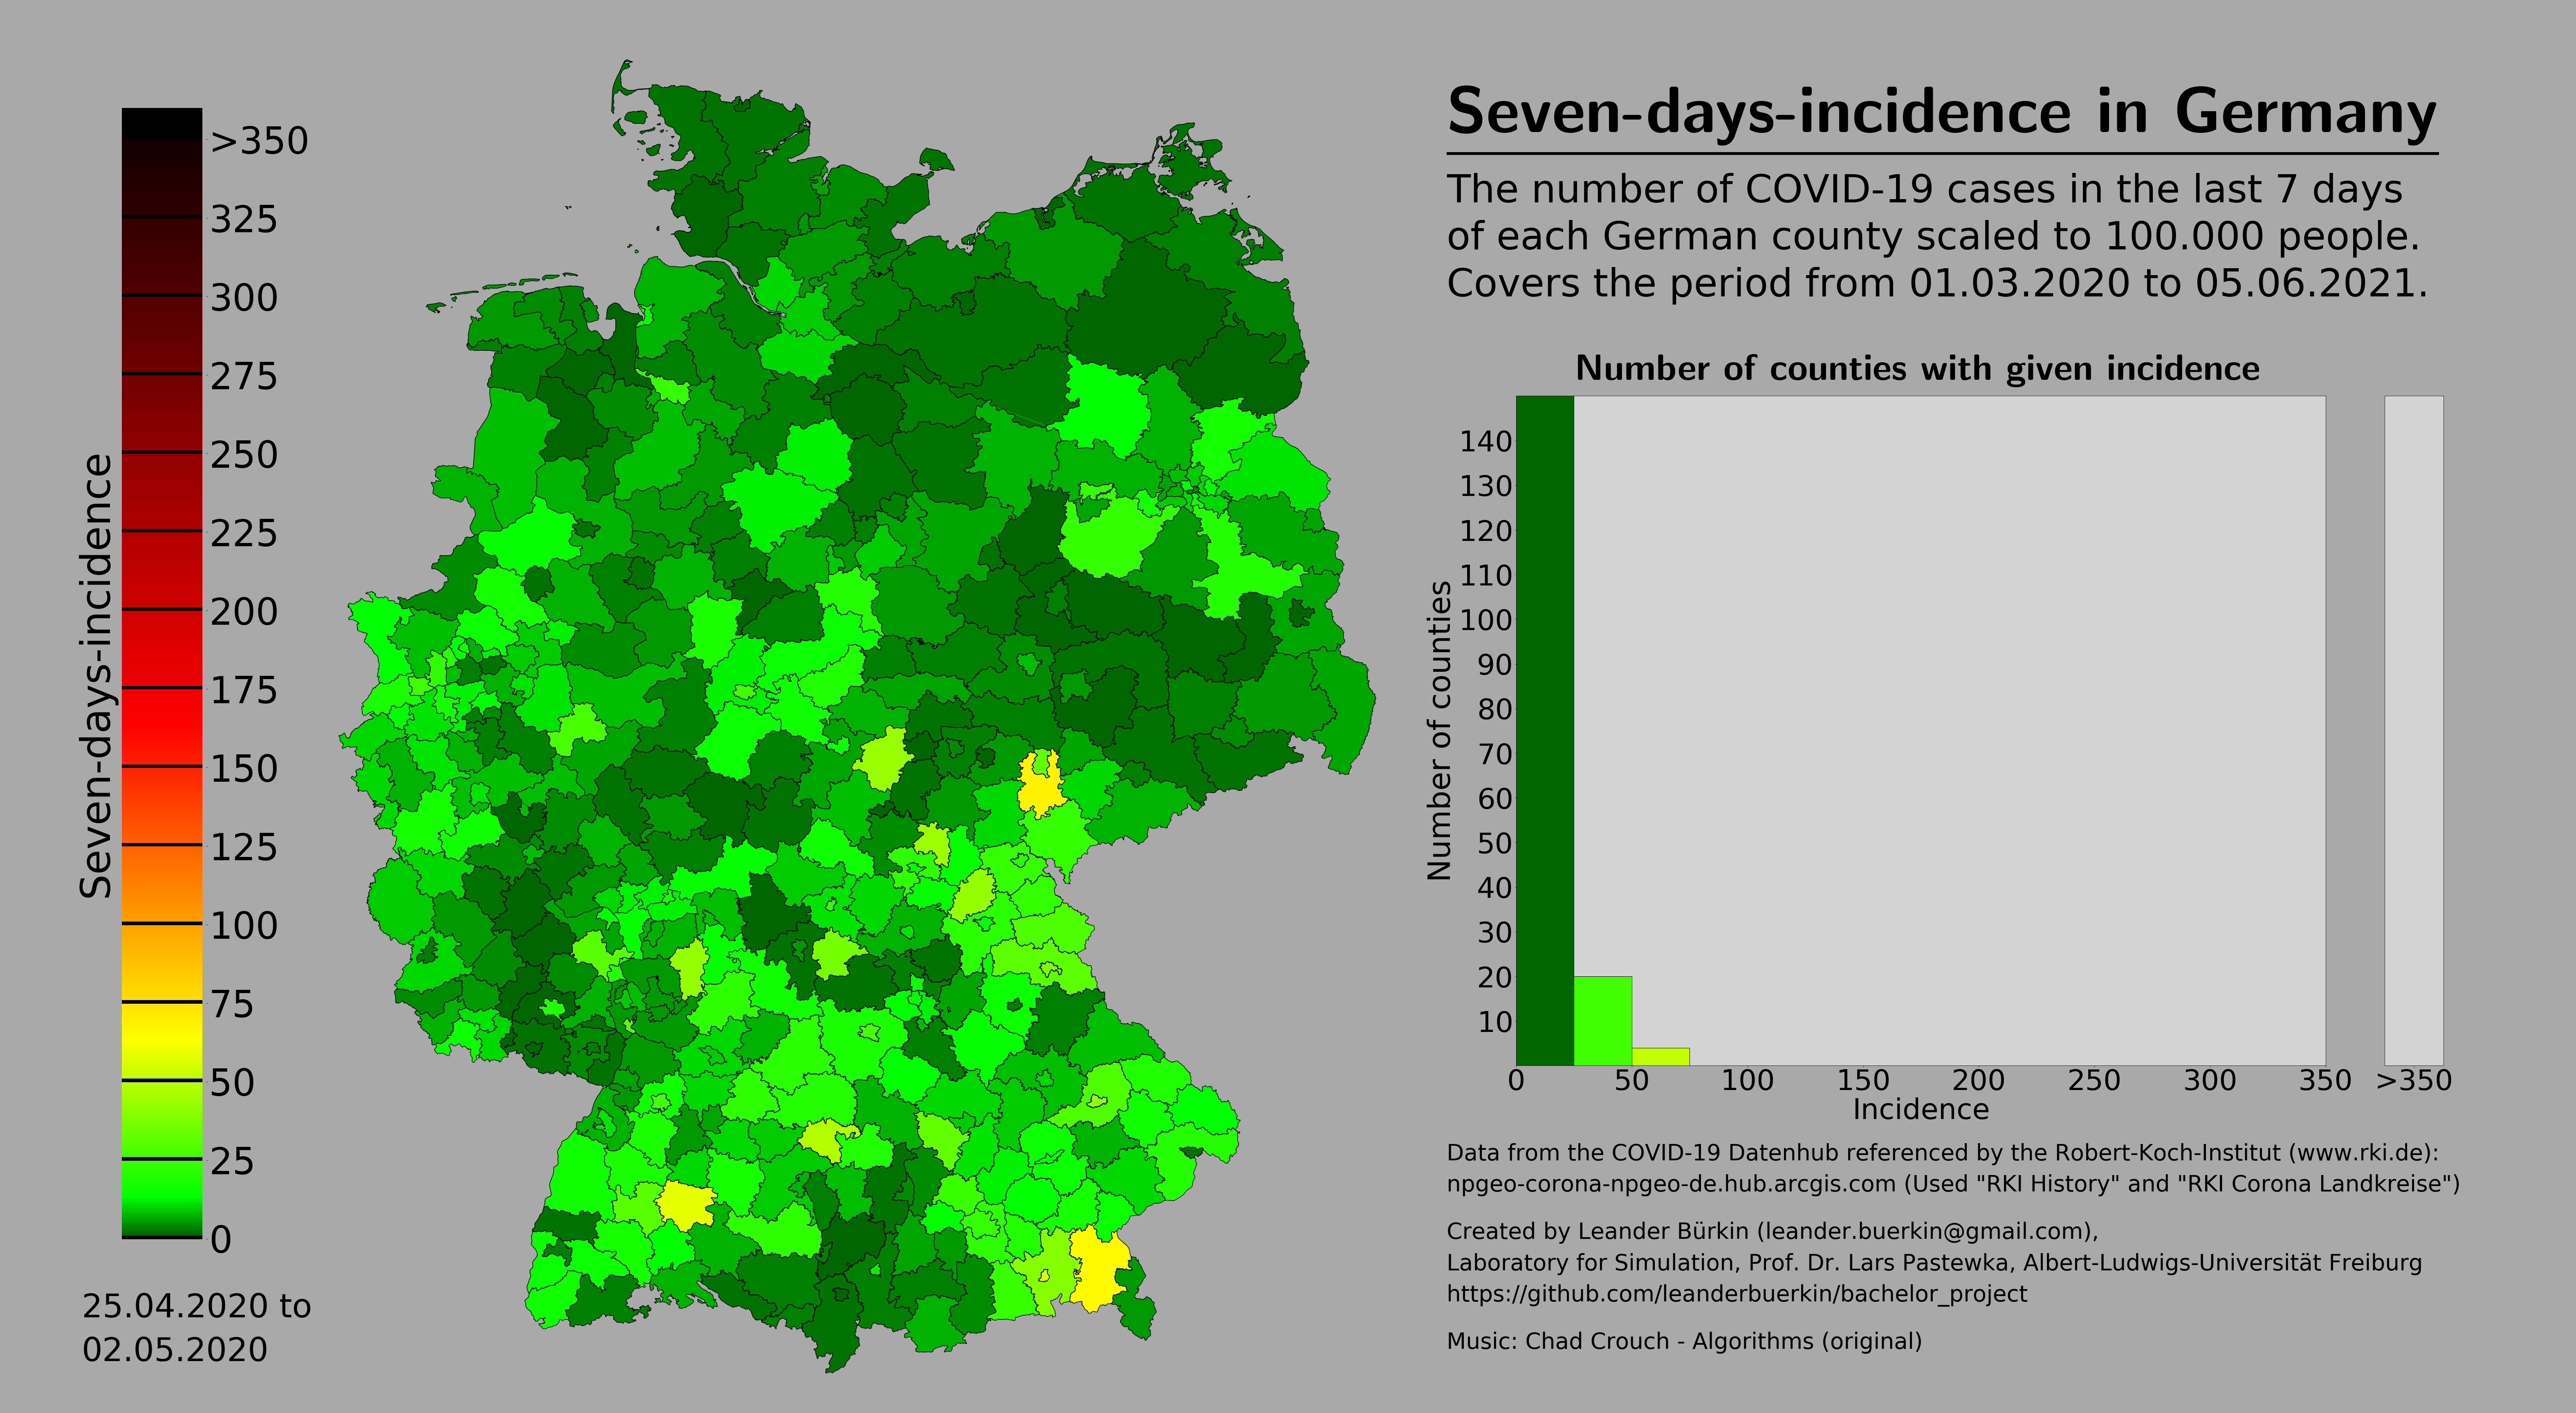 Seven-days-incidence
>350
325
300
275
250
225
200
175
150
125
100
75
50
25
0
25.04.2020 to
02.05.2020
Seven-days-incidence in Germany
The number of COVID-19 cases in the last 7 days
of each German county scaled to 100.000 people.
Covers the period from 01.03.2020 to 05.06.2021.
Number of counties with given incidence
Number of counties
140
130
120
110
100
90
80
70
60
50
40
30
20
10
0 50 100 150 200 250 300 350 >350
Incidence
Data from the COVID-19 Datenhub referenced by the Robert-Koch-Institut (www.rki.de):
npgeo-corona-npgeo-de.hub.arcgis.com (Used "RKI History" and "RKI Corona Landkreise")
Created by Leander Bürkin (leander.buerkin@gmail.com),
Laboratory for Simulation, Prof. Dr. Lars Pastewka, Albert-Ludwigs-Universität Freiburg
https://github.com/leanderbuerkin/bachelor_project
Music: Chad Crouch - Algorithms (original)